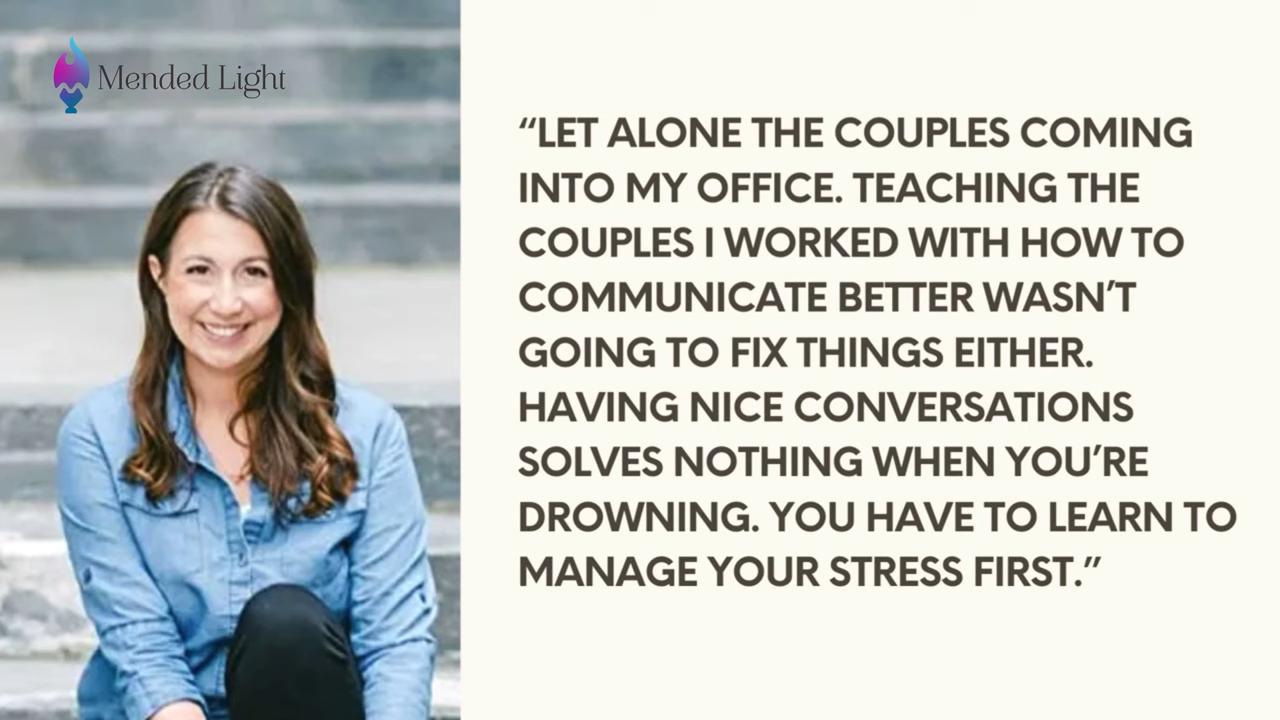 Mended Light
“LET ALONE THE COUPLES COMING
INTO MY OFFICE. TEACHING THE
COUPLES I WORKED WITH HOW TO
COMMUNICATE BETTER WASN’T
GOING TO FIX THINGS EITHER.
HAVING NICE CONVERSATIONS
SOLVES NOTHING WHEN YOU’RE
DROWNING. YOU HAVE TO LEARN TO
MANAGE YOUR STRESS FIRST.”